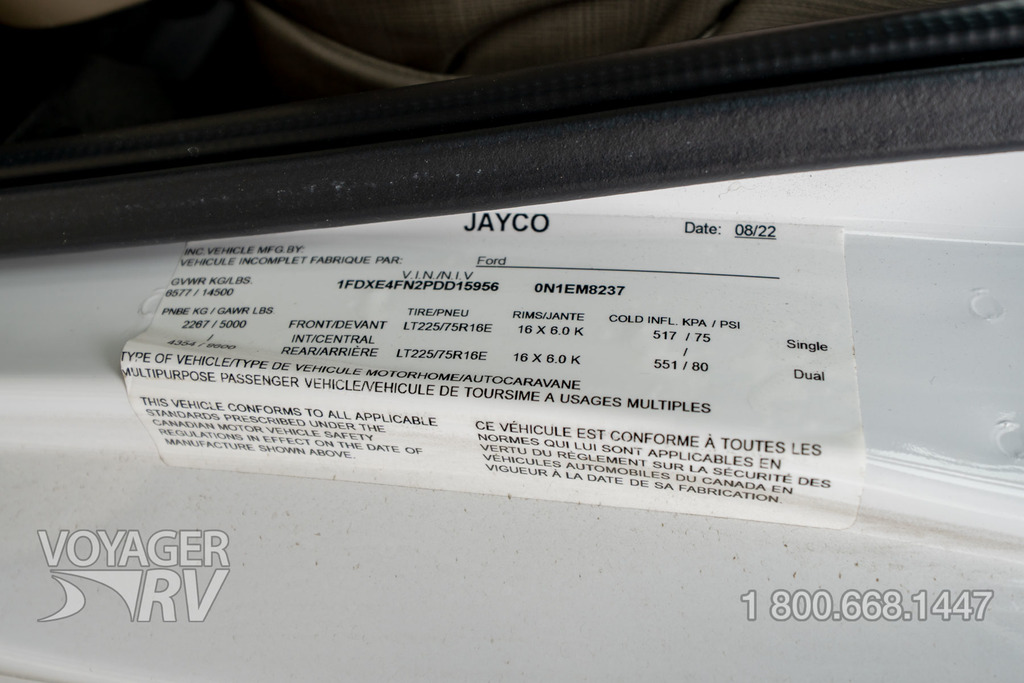 JAYCO
Date: 08/22
INC. VEHICLE MFG BY:
VEHICULE INCOMPLET FABRIQUE PAR: Ford
GVWR KG/LBS. V.I.N/N.I.V
6577 / 14500 1FDXE4FN2PDD15956 0N1EM8237
PNBE KG / GAWR LBS TIRE/PNEU RIMS/JANTE COLD INFL. KPA / PSI
2267 / 5000 FRONT/DEVANT LT225/75R16E 16 X 6.0 K 517 / 75 Single
/ INT/CENTRAL /
4354 / REAR/ARRIÈRE LT225/75R16E 16 X 6.0 K 551 / 80 Dual
TYPE OF VEHICLE/TYPE DE VEHICULE MOTORHOME/AUTOCARAVANE
MULTIPURPOSE PASSENGER VEHICLE/VEHICULE DE TOURSIME A USAGES MULTIPLES
THIS VEHICLE CONFORMS TO ALL APPLICABLE
STANDARDS PRESCRIBED UNDER THE
CANADIAN MOTOR VEHICLE SAFETY
REGULATIONS IN EFFECT ON THE DATE OF
MANUFACTURE SHOWN ABOVE.
CE VÉHICULE EST CONFORME À TOUTES LES
NORMES QUI LUI SONT APPLICABLES EN
VERTU DU RÈGLEMENT SUR LA SÉCURITÉ DES
VÉHICULES AUTOMOBILES DU CANADA EN
VIGUEUR À LA DATE DE SA FABRICATION.
VOYAGER
RV
1 800.668.1447